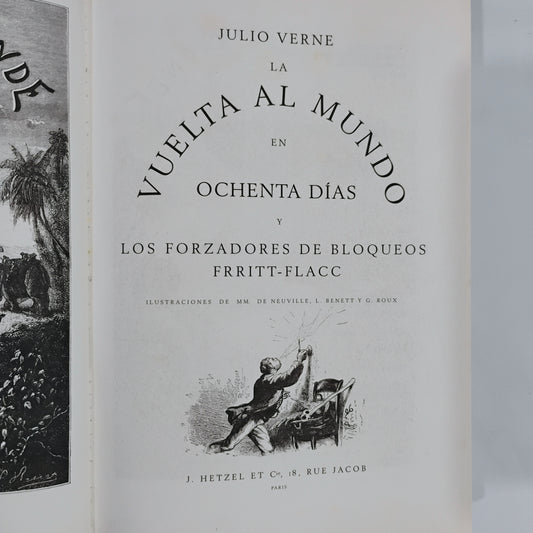 NDE
JULIO VERNE
LA
VUELTA AL MUNDO
EN
OCHENTA DÍAS
Y
LOS FORZADORES DE BLOQUEOS
FRRITT-FLACC
ILUSTRACIONES DE MM. DE NEUVILLE, L. BENETT Y G. ROUX
J. HETZEL ET Cie, 18, RUE JACOB
PARIS